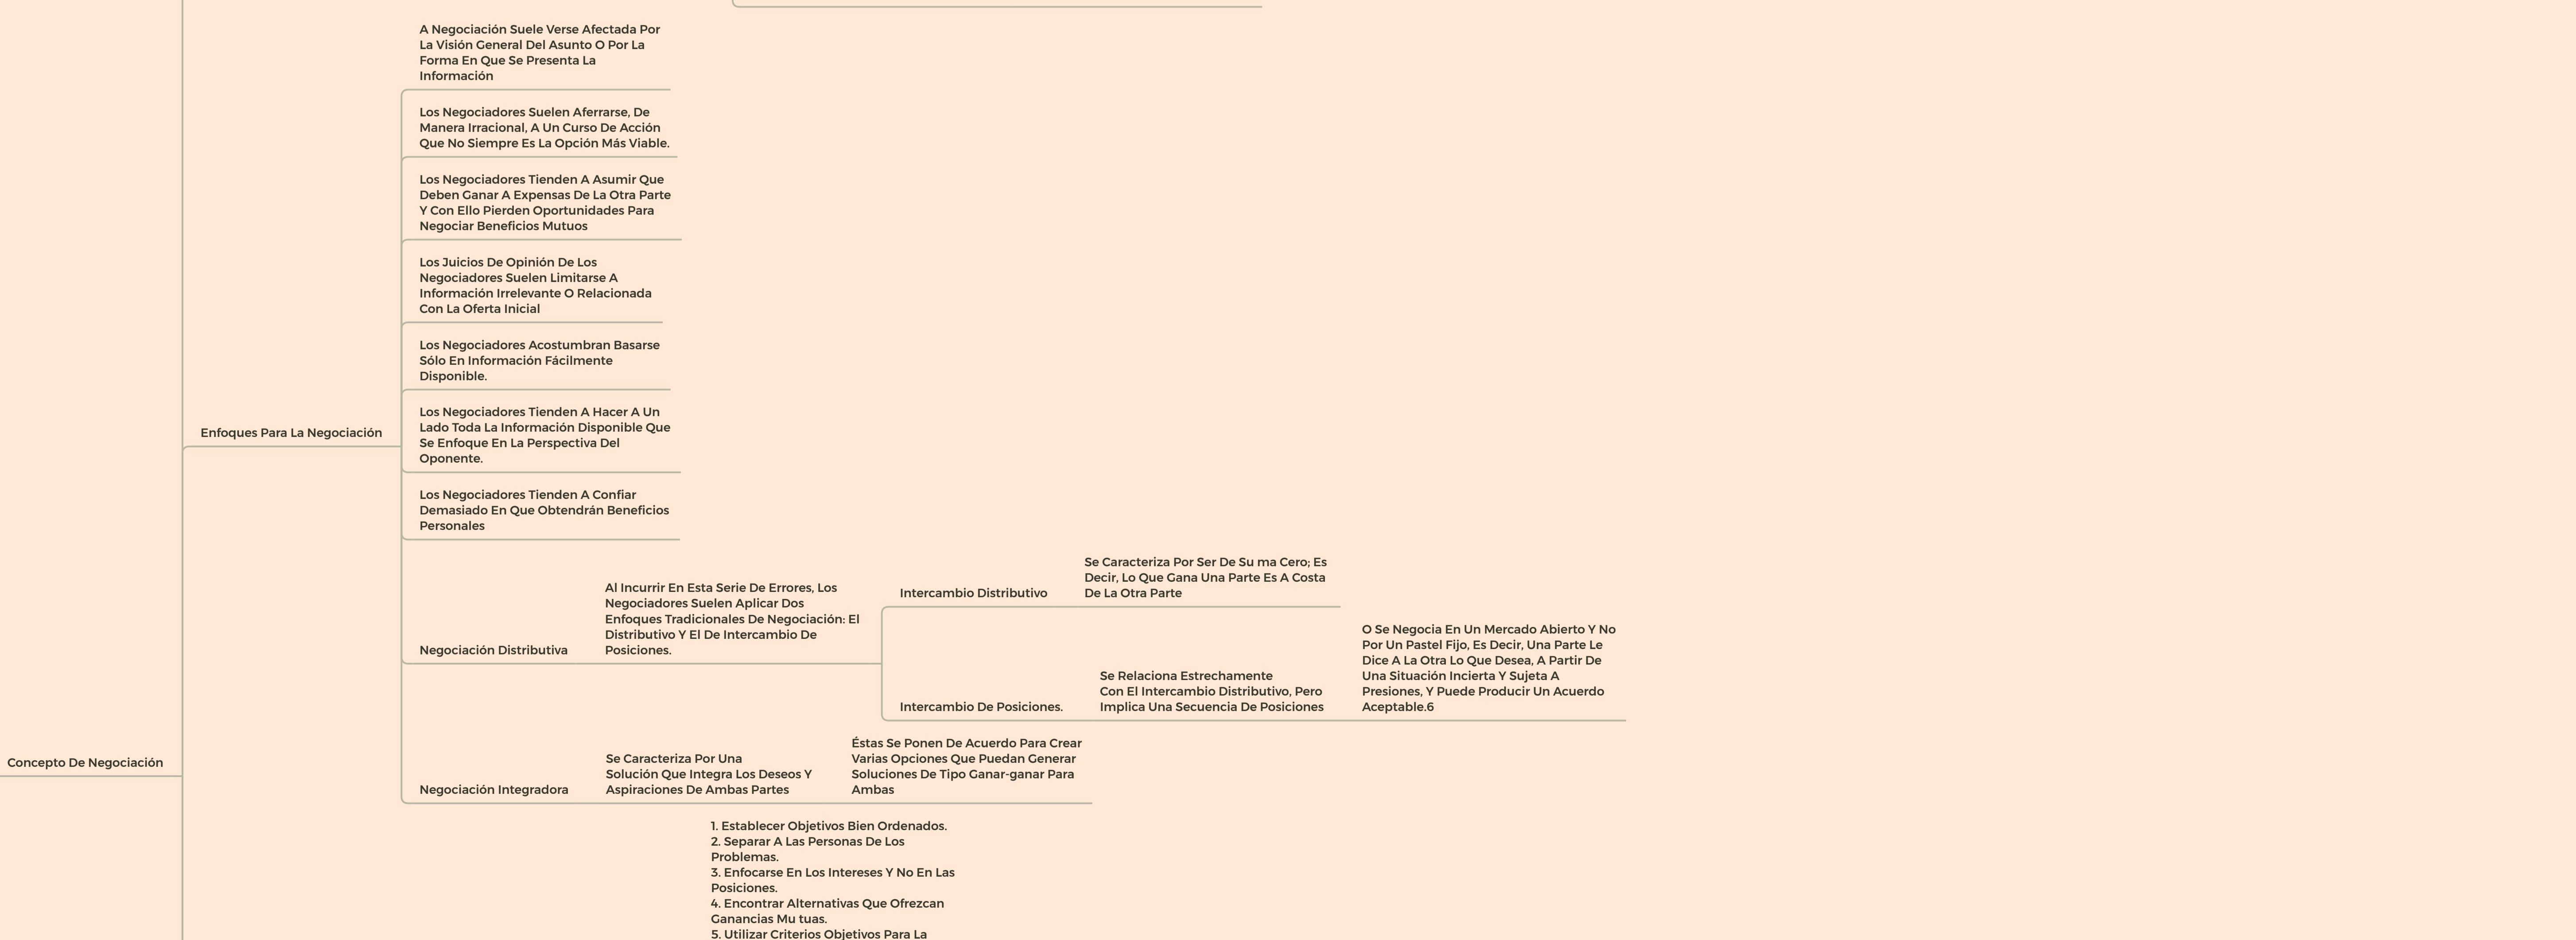 A Negociación Suele Verse Afectada Por
La Visión General Del Asunto O Por La
Forma En Que Se Presenta La
Información
Los Negociadores Suelen Aferrarse, De
Manera Irracional, A Un Curso De Acción
Que No Siempre Es La Opción Más Viable.
Los Negociadores Tienden A Asumir Que
Deben Ganar A Expensas De La Otra Parte
Y Con Ello Pierden Oportunidades Para
Negociar Beneficios Mutuos
Los Juicios De Opinión De Los
Negociadores Suelen Limitarse A
Información Irrelevante O Relacionada
Con La Oferta Inicial
Los Negociadores Acostumbran Basarse
Sólo En Información Fácilmente
Disponible.
Enfoques Para La Negociación
Los Negociadores Tienden A Hacer A Un
Lado Toda La Información Disponible Que
Se Enfoque En La Perspectiva Del
Oponente.
Los Negociadores Tienden A Confiar
Demasiado En Que Obtendrán Beneficios
Personales
Negociación Distributiva
Al Incurrir En Esta Serie De Errores, Los
Negociadores Suelen Aplicar Dos
Enfoques Tradicionales De Negociación: El
Distributivo Y El De Intercambio De
Posiciones.
Intercambio Distributivo
Se Caracteriza Por Ser De Su ma Cero; Es
Decir, Lo Que Gana Una Parte Es A Costa
De La Otra Parte
Intercambio De Posiciones.
Se Relaciona Estrechamente
Con El Intercambio Distributivo, Pero
Implica Una Secuencia De Posiciones
O Se Negocia En Un Mercado Abierto Y No
Por Un Pastel Fijo, Es Decir, Una Parte Le
Dice A La Otra Lo Que Desea, A Partir De
Una Situación Incierta Y Sujeta A
Presiones, Y Puede Producir Un Acuerdo
Aceptable.6
Concepto De Negociación
Negociación Integradora
Se Caracteriza Por Una
Solución Que Integra Los Deseos Y
Aspiraciones De Ambas Partes
Éstas Se Ponen De Acuerdo Para Crear
Varias Opciones Que Puedan Generar
Soluciones De Tipo Ganar-ganar Para
Ambas
1. Establecer Objetivos Bien Ordenados.
2. Separar A Las Personas De Los
Problemas.
3. Enfocarse En Los Intereses Y No En Las
Posiciones.
4. Encontrar Alternativas Que Ofrezcan
Ganancias Mu tuas.
5. Utilizar Criterios Objetivos Para La